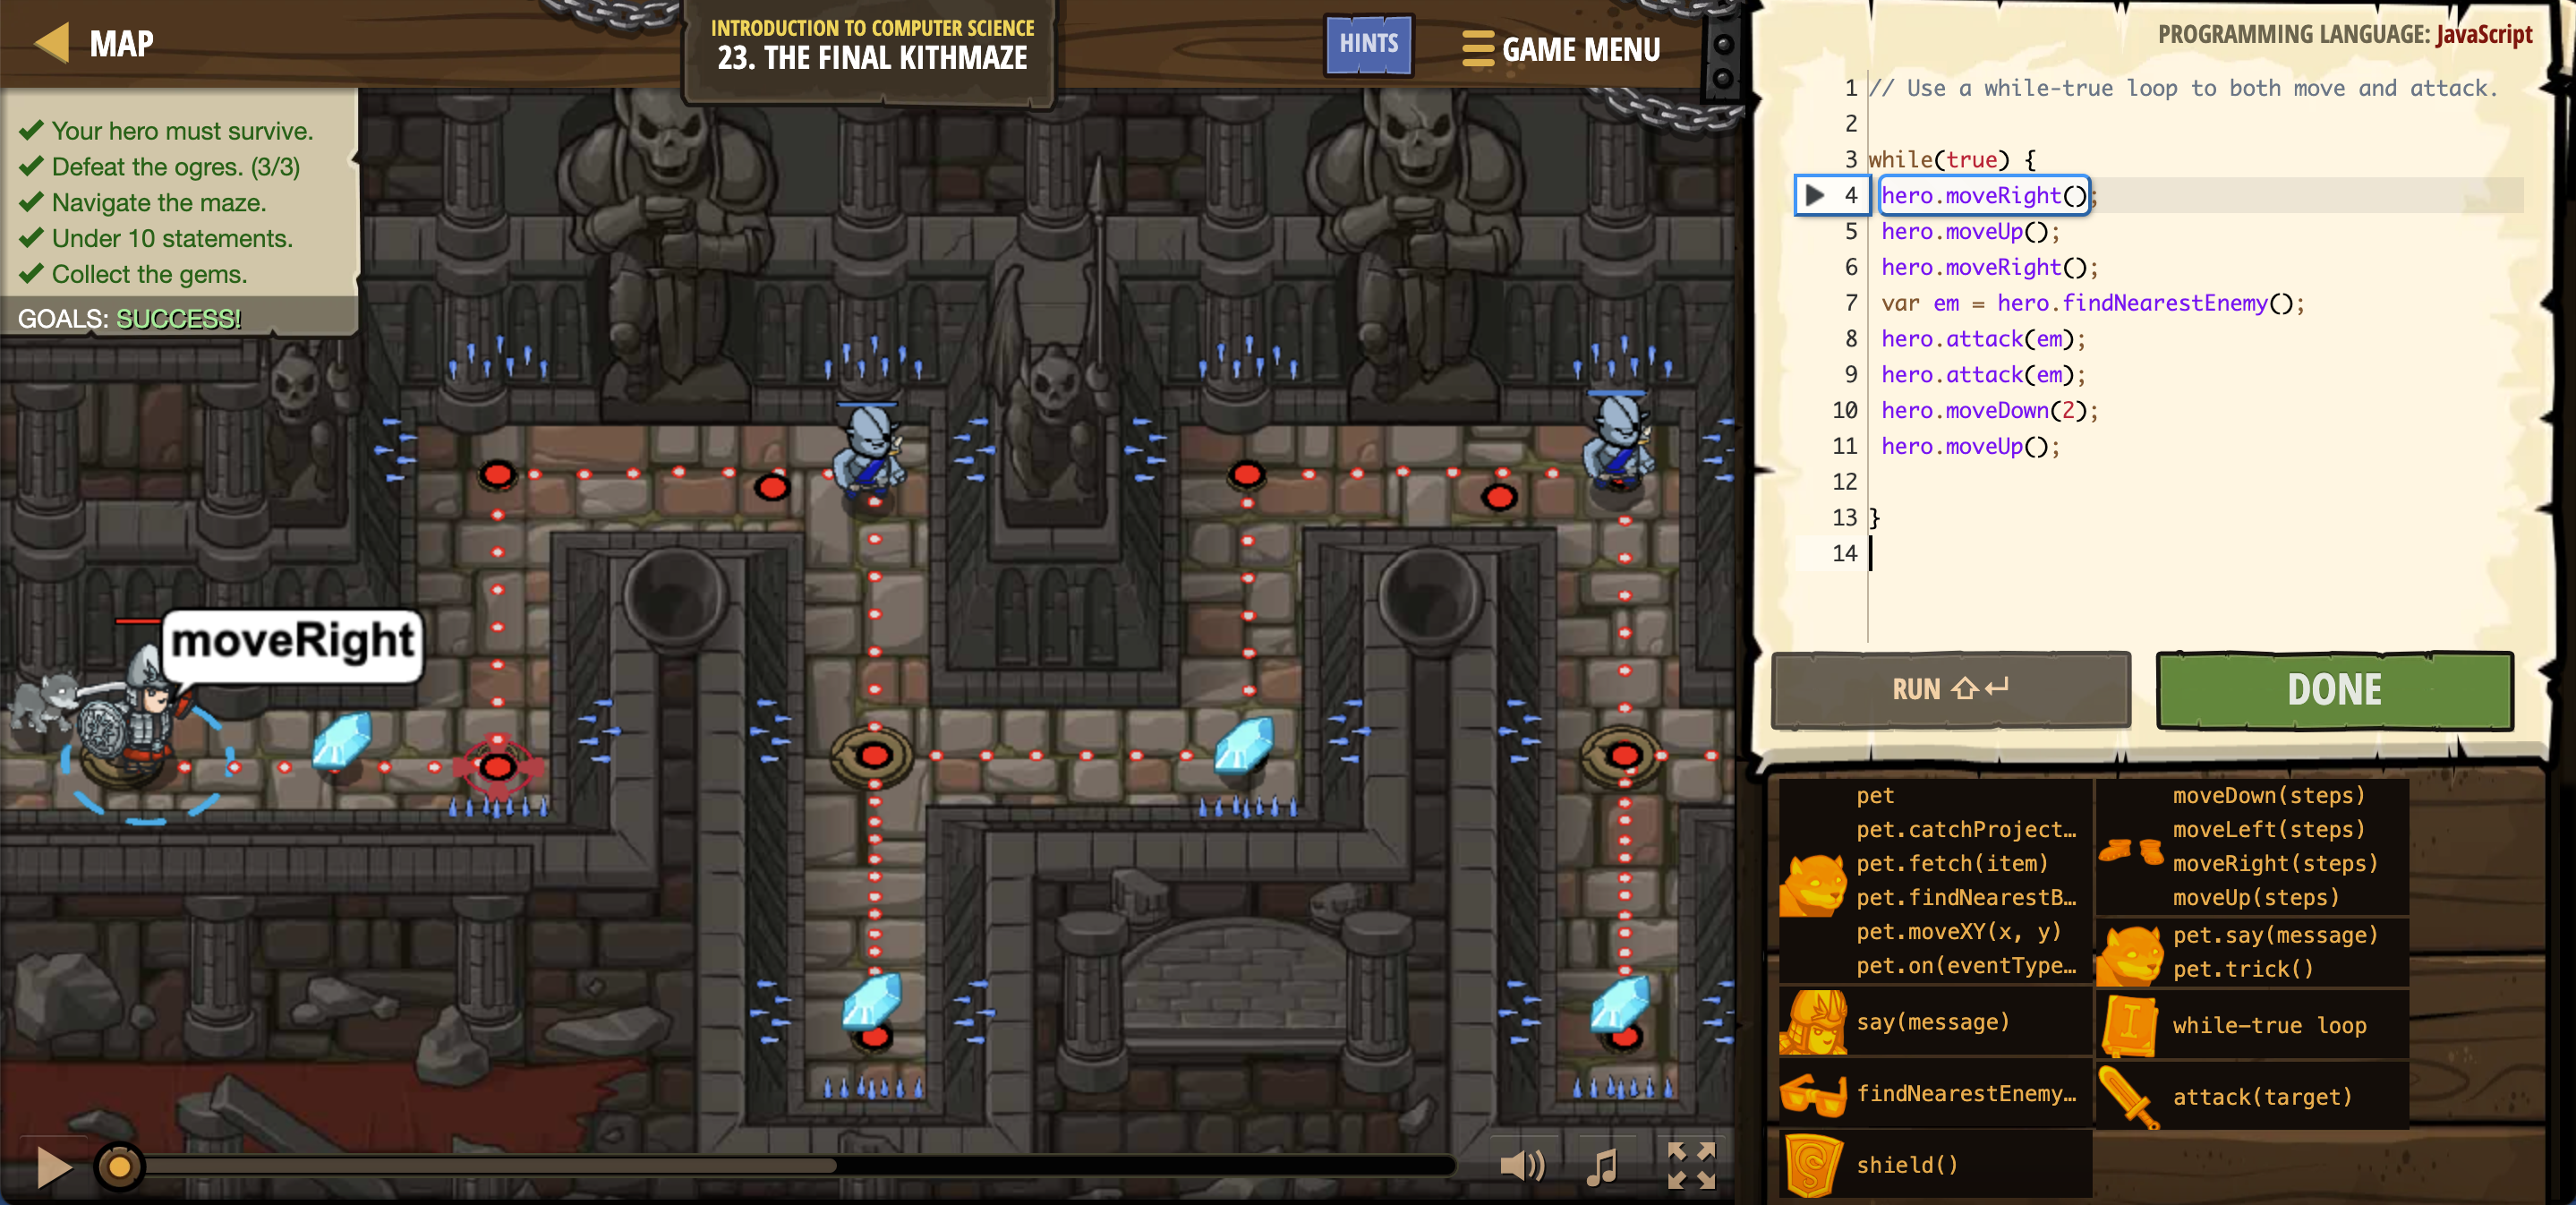 MAP
INTRODUCTION TO COMPUTER SCIENCE
23. THE FINAL KITHMAZE
HINTS
GAME MENU
PROGRAMMING LANGUAGE: JavaScript
Your hero must survive.
Defeat the ogres. (3/3)
Navigate the maze.
Under 10 statements.
Collect the gems.
GOALS: SUCCESS!
moveRight
1 // Use a while-true loop to both move and attack.
2
3 while(true) {
4 hero.moveRight();
5 hero.moveUp();
6 hero.moveRight();
7 var em = hero.findNearestEnemy();
8 hero.attack(em);
9 hero.attack(em);
10 hero.moveDown(2);
11 hero.moveUp();
12
13 }
14
RUN
DONE
pet
pet.catchProject…
pet.fetch(item)
pet.findNearestB…
pet.moveXY(x, y)
pet.on(eventType…
say(message)
findNearestEnemy…
shield()
moveDown(steps)
moveLeft(steps)
moveRight(steps)
moveUp(steps)
pet.say(message)
pet.trick()
while-true loop
attack(target)